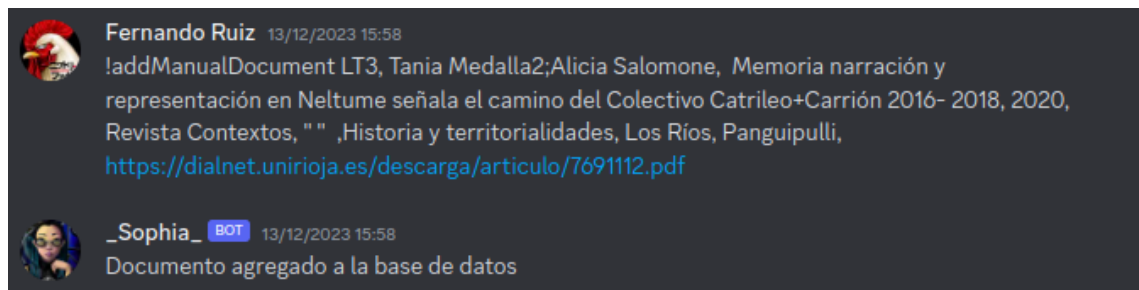 Fernando Ruiz 13/12/2023 15:58
!addManualDocument LT3, Tania Medalla2;Alicia Salomone, Memoria narración y
representación en Neltume señala el camino del Colectivo Catrileo+Carrión 2016- 2018, 2020,
Revista Contextos, " " ,Historia y territorialidades, Los Ríos, Panguipulli,
https://dialnet.unirioja.es/descarga/articulo/7691112.pdf
_Sophia_ BOT 13/12/2023 15:58
Documento agregado a la base de datos